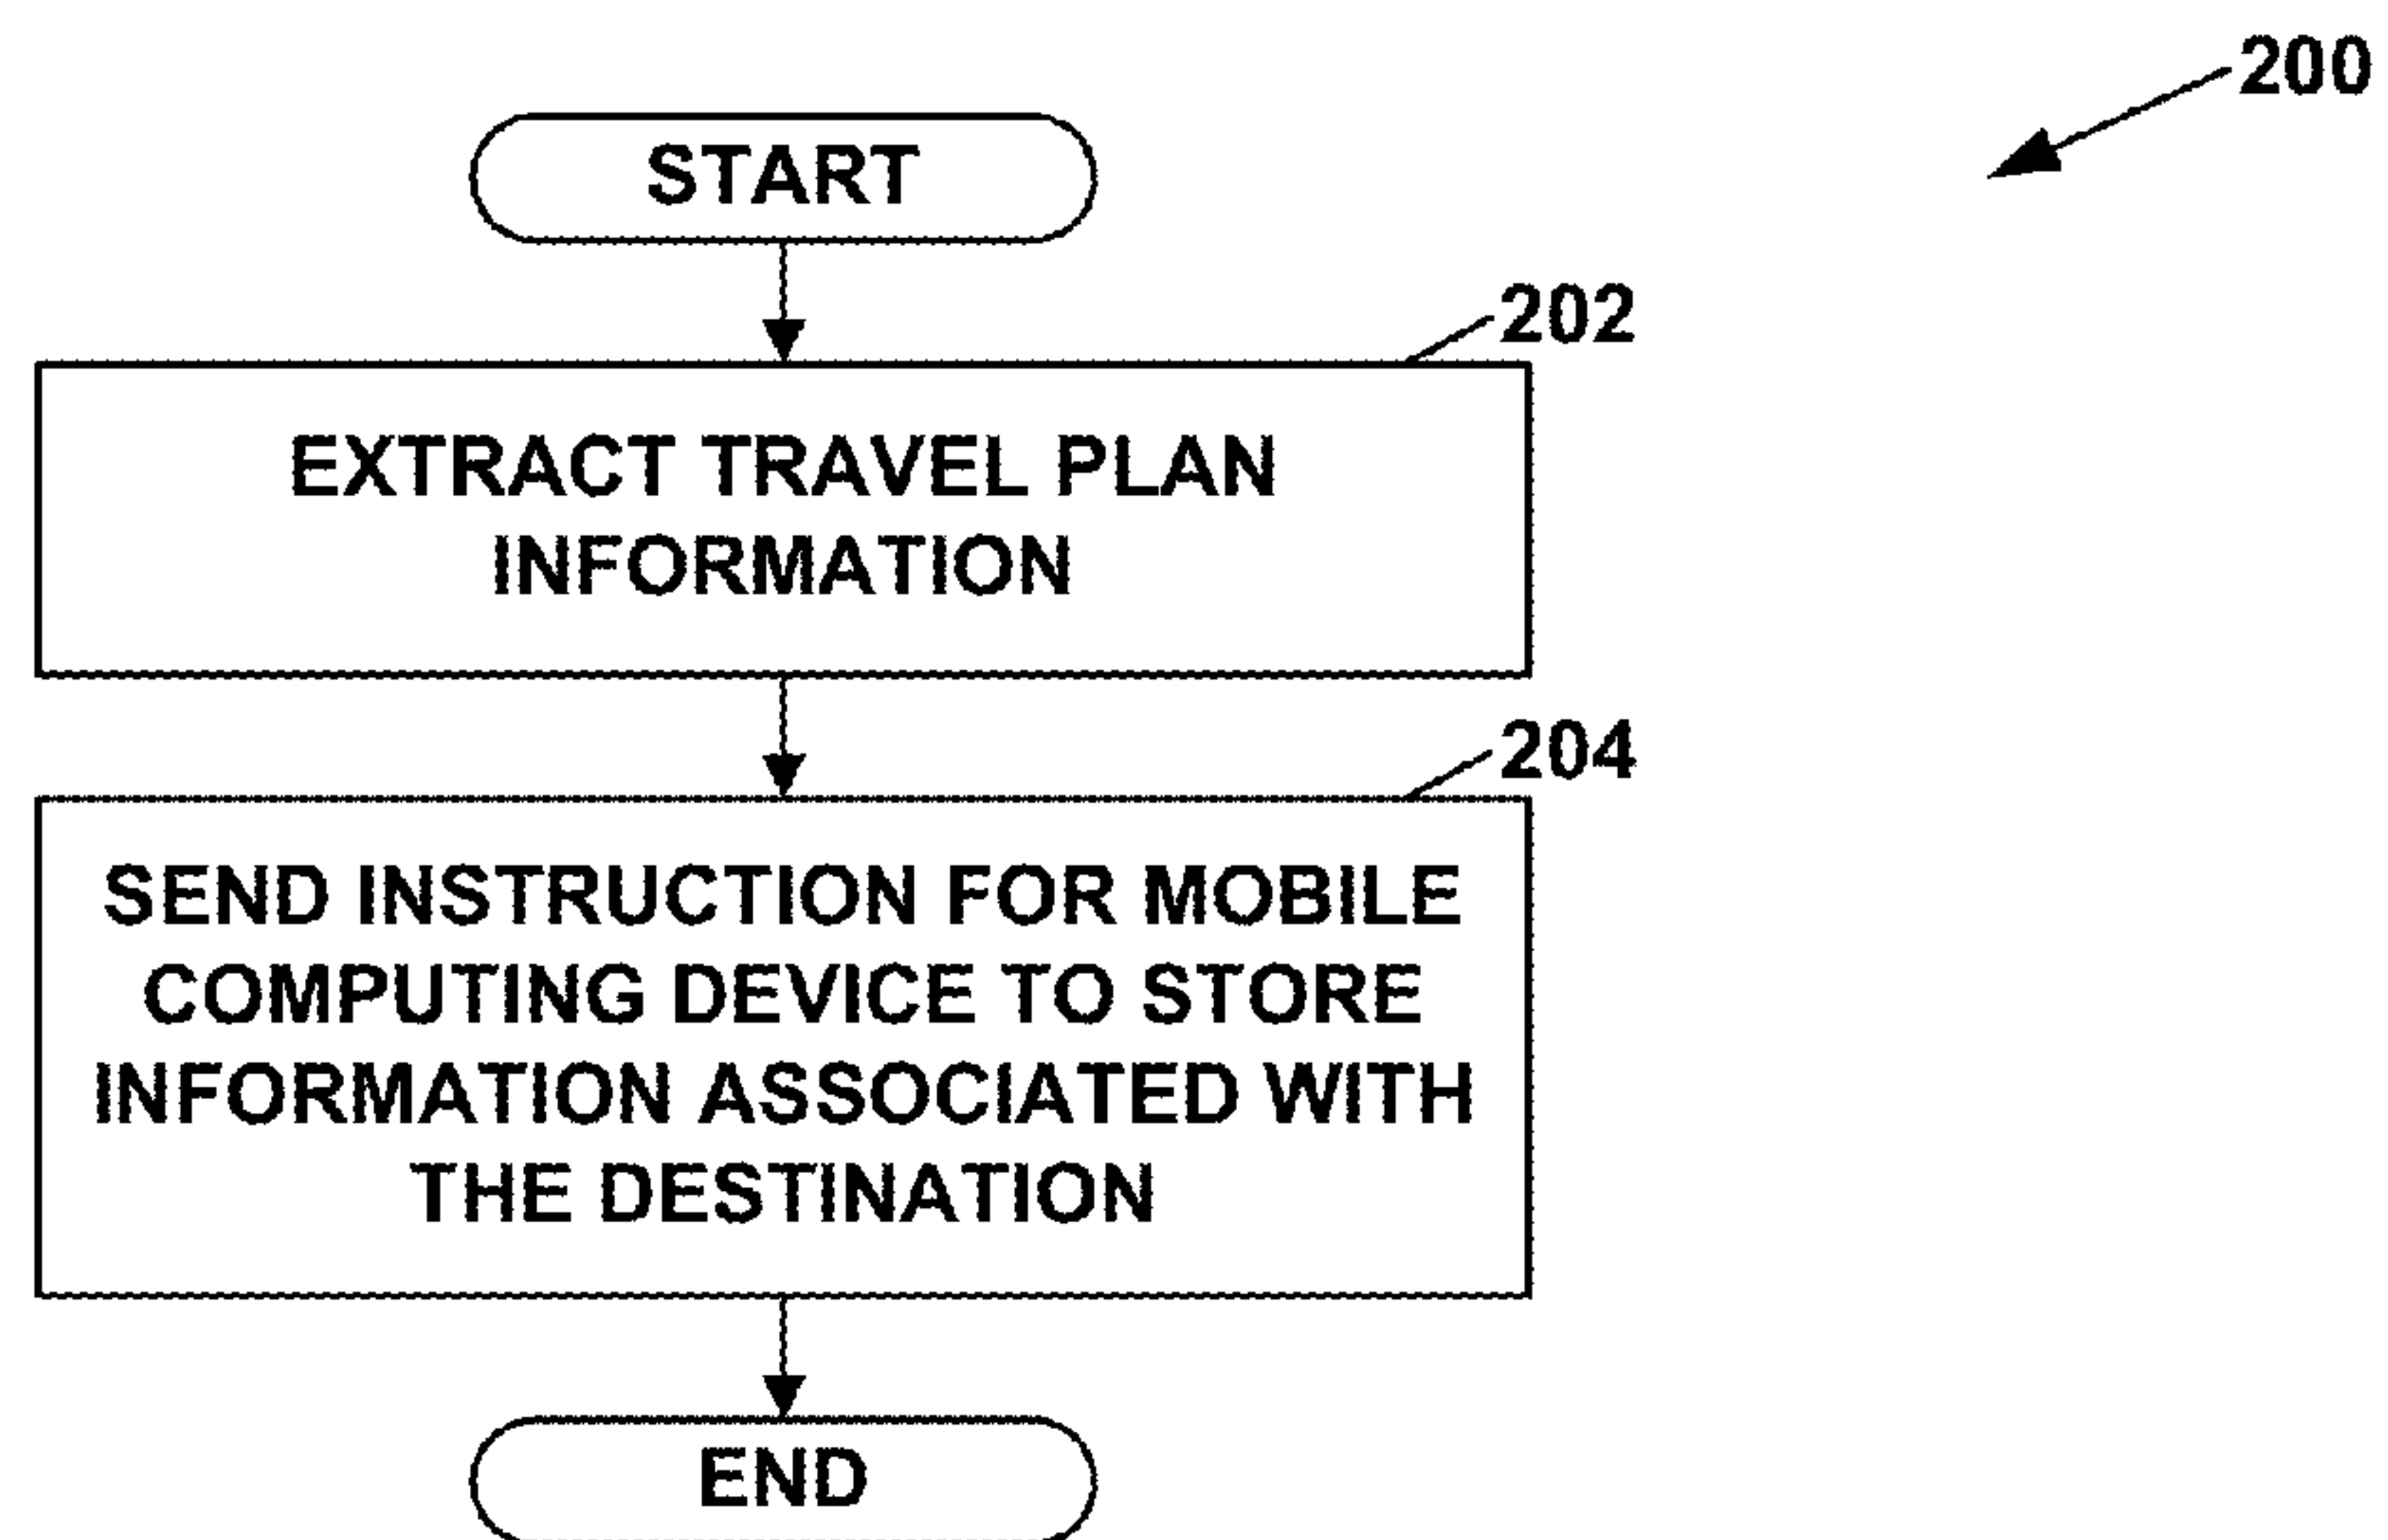 200
START
202
EXTRACT TRAVEL PLAN
INFORMATION
204
SEND INSTRUCTION FOR MOBILE
COMPUTING DEVICE TO STORE
INFORMATION ASSOCIATED WITH
THE DESTINATION
END